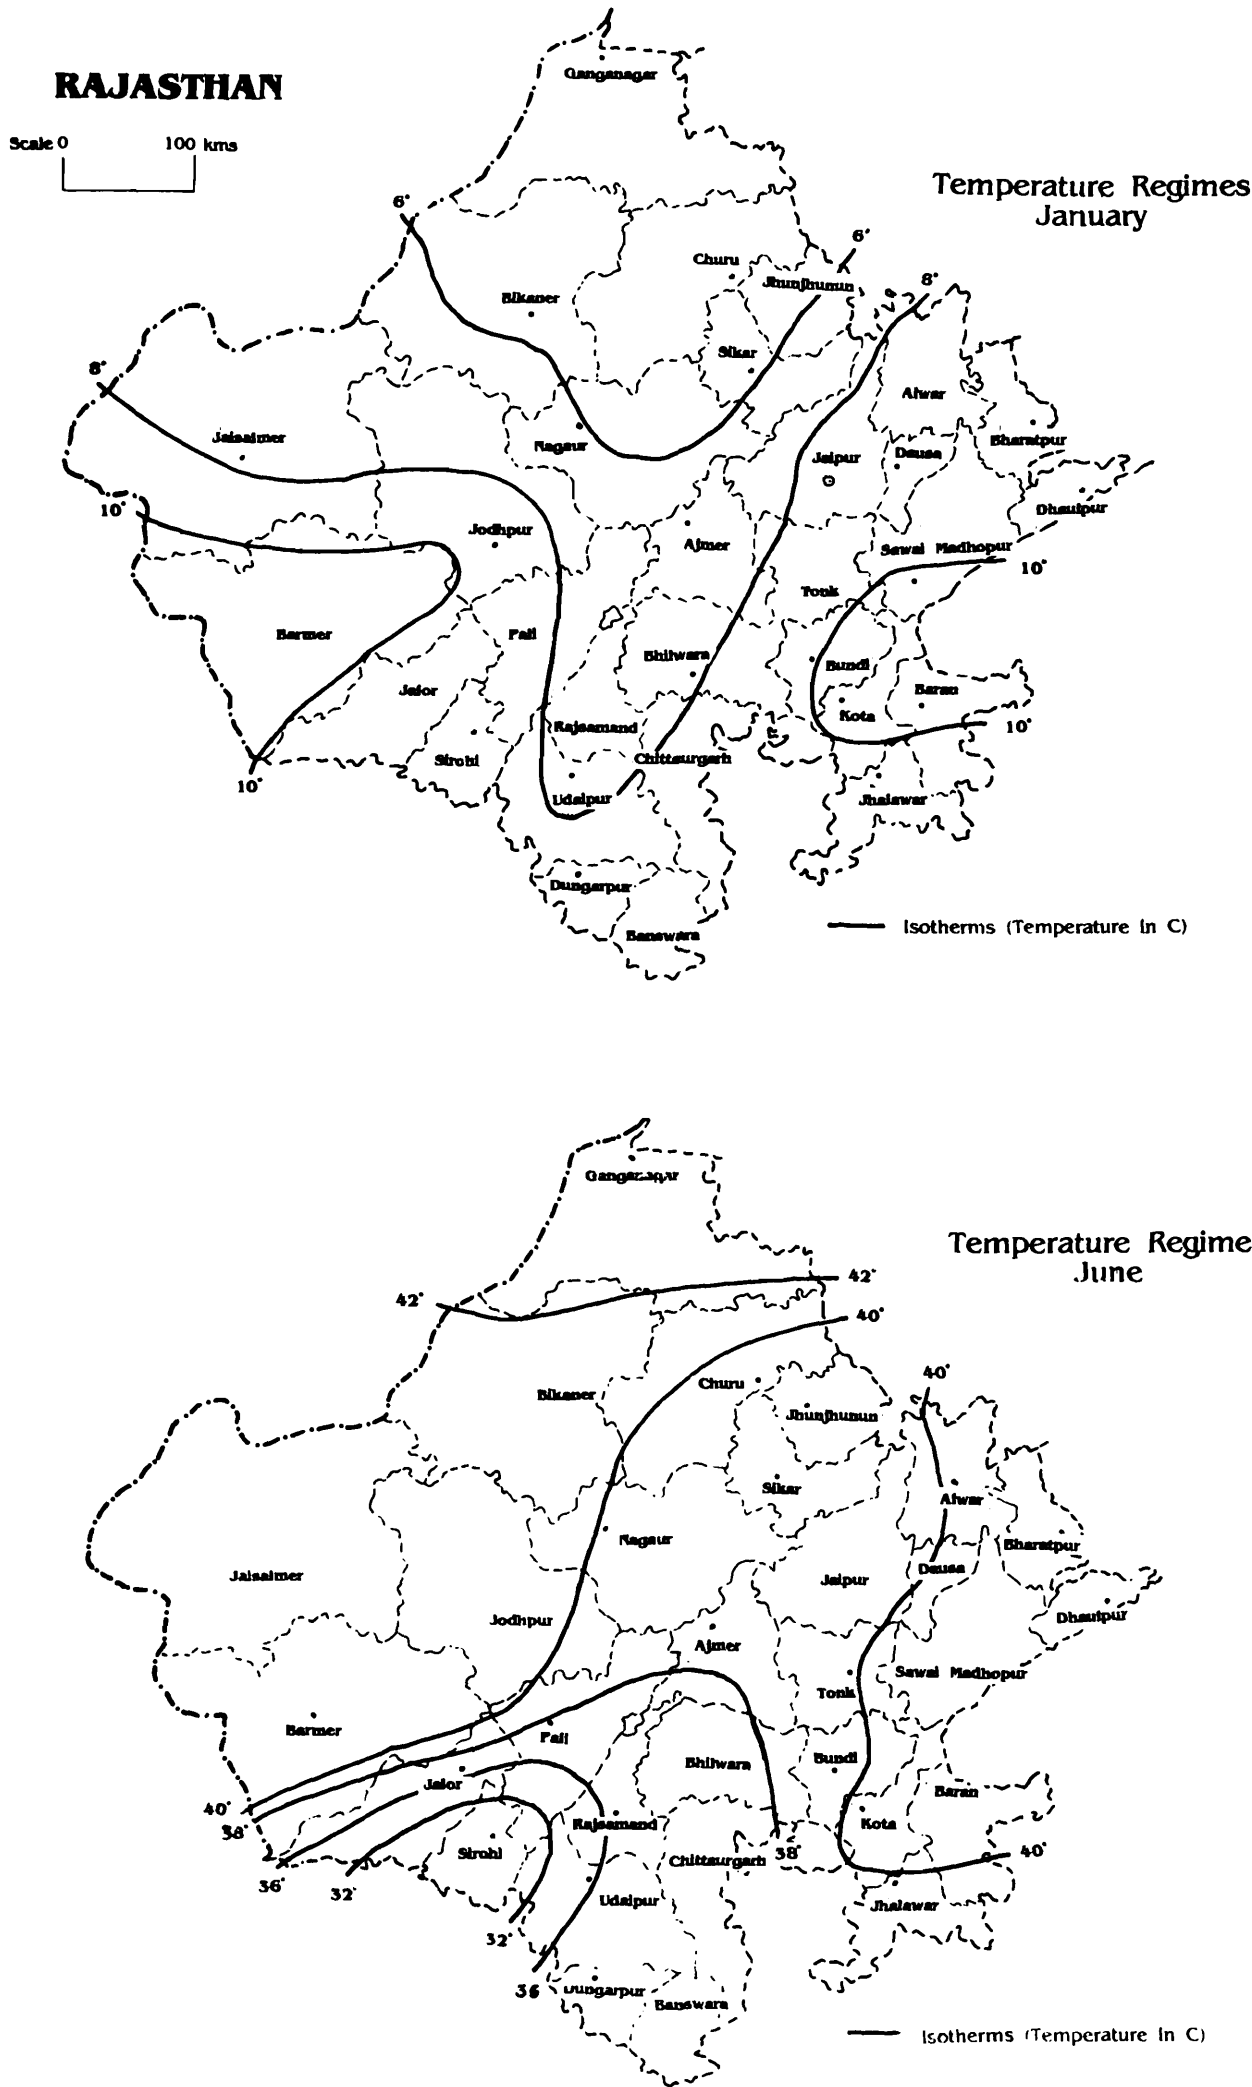 RAJASTHAN
Scale 0 100 kms
Temperature Regimes
January
Ganganagar
6°
6°
Churu
Jhunjhunun
8°
Bikaner
Sikar
8°
Alwar
Jaisalmer
Nagaur
Jaipur
Dausa
Bharatpur
10°
Dhaulpur
Jodhpur
Ajmer
Sawai Madhopur
10°
Tonk
Barmer
Pali
Bhilwara
Bundi
Jalor
Baran
Kota
10°
Rajsamand
Sirohi
Chittaurgarh
10°
Udaipur
Jhalawar
Dungarpur
Banswara
Isotherms (Temperature in C)
Ganganagar
Temperature Regime
June
42°
42°
40°
Churu
40°
Bikaner
Jhunjhunun
Sikar
Alwar
Nagaur
Bharatpur
Jaisalmer
Jaipur
Dausa
Jodhpur
Dhaulpur
Ajmer
Sawai Madhopur
Tonk
Barmer
Pali
Bhilwara
Bundi
Jalor
Baran
40°
38°
Rajsamand
Kota
Sirohi
Chittaurgarh
38°
40°
36°
32°
Udaipur
Jhalawar
32°
36
Dungarpur
Banswara
Isotherms (Temperature in C)